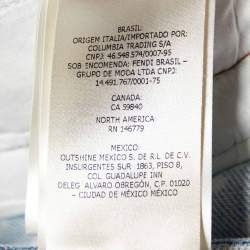 BRASIL:
ORIGEM ITALIA/IMPORTADO POR:
COLUMBIA TRADING S/A
CNPJ: 46.548.574/0007-95
SOB INCOMENDA: FENDI BRASIL –
GRUPO DE MODA LTDA CNPJ:
14.491.767/0001-75
CANADA:
CA 59840
NORTH AMERICA
RN 146779
MEXICO:
OUTSHINE MEXICO S. DE R.L. DE C.V.
INSURGENTES SUR 1863, PISO 8,
COL GUADALUPE INN
DELEG. ALVARO OBREGÓN, C.P. 01020
– CIUDAD DE MÉXICO MÉXICO